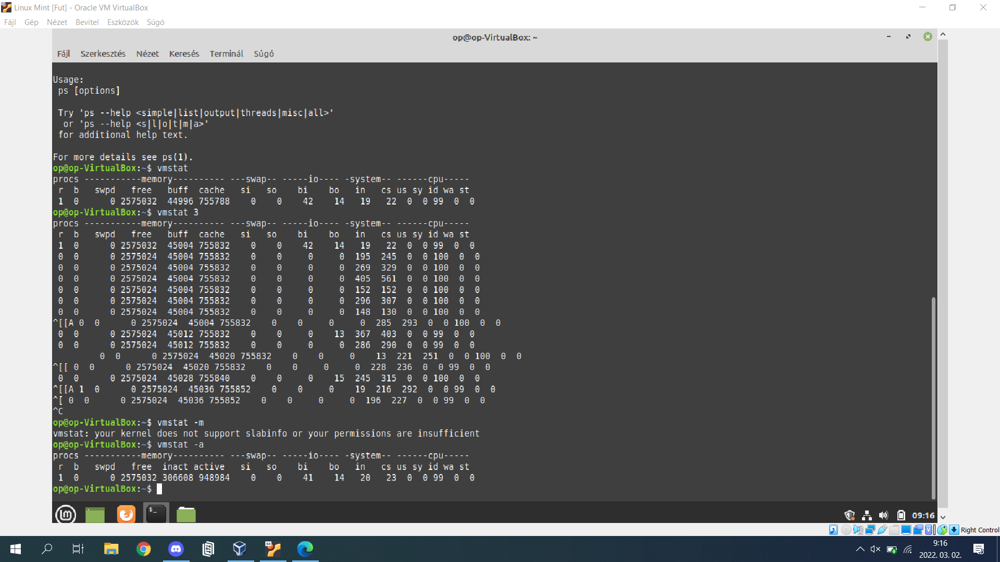 Linux Mint [Fut] - Oracle VM VirtualBox
Fájl Gép Nézet Bevitel Eszközök Súgó
op@op-VirtualBox: ~
Fájl Szerkesztés Nézet Keresés Terminál Súgó
Usage:
ps [options]
Try 'ps --help <simple|list|output|threads|misc|all>'
or 'ps --help <s|l|o|t|m|a>'
for additional help text.
For more details see ps(1).
op@op-VirtualBox:~$ vmstat
procs -----------memory---------- ---swap-- -----io---- -system-- ------cpu-----
r b swpd free buff cache si so bi bo in cs us sy id wa st
1 0 0 2575032 44996 755788 0 0 42 14 19 22 0 0 99 0 0
op@op-VirtualBox:~$ vmstat 3
procs -----------memory---------- ---swap-- -----io---- -system-- ------cpu-----
r b swpd free buff cache si so bi bo in cs us sy id wa st
1 0 0 2575032 45004 755832 0 0 42 14 19 22 0 0 99 0 0
0 0 0 2575024 45004 755832 0 0 0 0 195 245 0 0 100 0 0
0 0 0 2575024 45004 755832 0 0 0 0 269 329 0 0 100 0 0
0 0 0 2575024 45004 755832 0 0 0 0 405 561 0 0 100 0 0
0 0 0 2575024 45004 755832 0 0 0 0 152 152 0 0 100 0 0
0 0 0 2575024 45004 755832 0 0 0 0 296 307 0 0 100 0 0
0 0 0 2575024 45004 755832 0 0 0 0 148 130 0 0 100 0 0
^[[A 0 0 0 2575024 45004 755832 0 0 0 0 285 293 0 0 100 0 0
0 0 0 2575024 45012 755832 0 0 0 13 367 403 0 0 99 0 0
0 0 0 2575024 45012 755832 0 0 0 0 286 290 0 0 99 0 0
0 0 0 2575024 45020 755832 0 0 0 13 221 251 0 0 100 0 0
^[[ 0 0 0 2575024 45020 755832 0 0 0 0 228 236 0 0 99 0 0
0 0 0 2575024 45028 755840 0 0 0 15 245 315 0 0 100 0 0
^[[A 1 0 0 2575024 45036 755852 0 0 0 19 216 292 0 0 99 0 0
^[ 0 0 0 2575024 45036 755852 0 0 0 0 196 227 0 0 99 0 0
^C
op@op-VirtualBox:~$ vmstat -m
vmstat: your kernel does not support slabinfo or your permissions are insufficient
op@op-VirtualBox:~$ vmstat -a
procs -----------memory---------- ---swap-- -----io---- -system-- ------cpu-----
r b swpd free inact active si so bi bo in cs us sy id wa st
1 0 0 2575032 306608 948984 0 0 41 14 20 23 0 0 99 0 0
op@op-VirtualBox:~$
09:16
Right Control
9:16
2022. 03. 02.